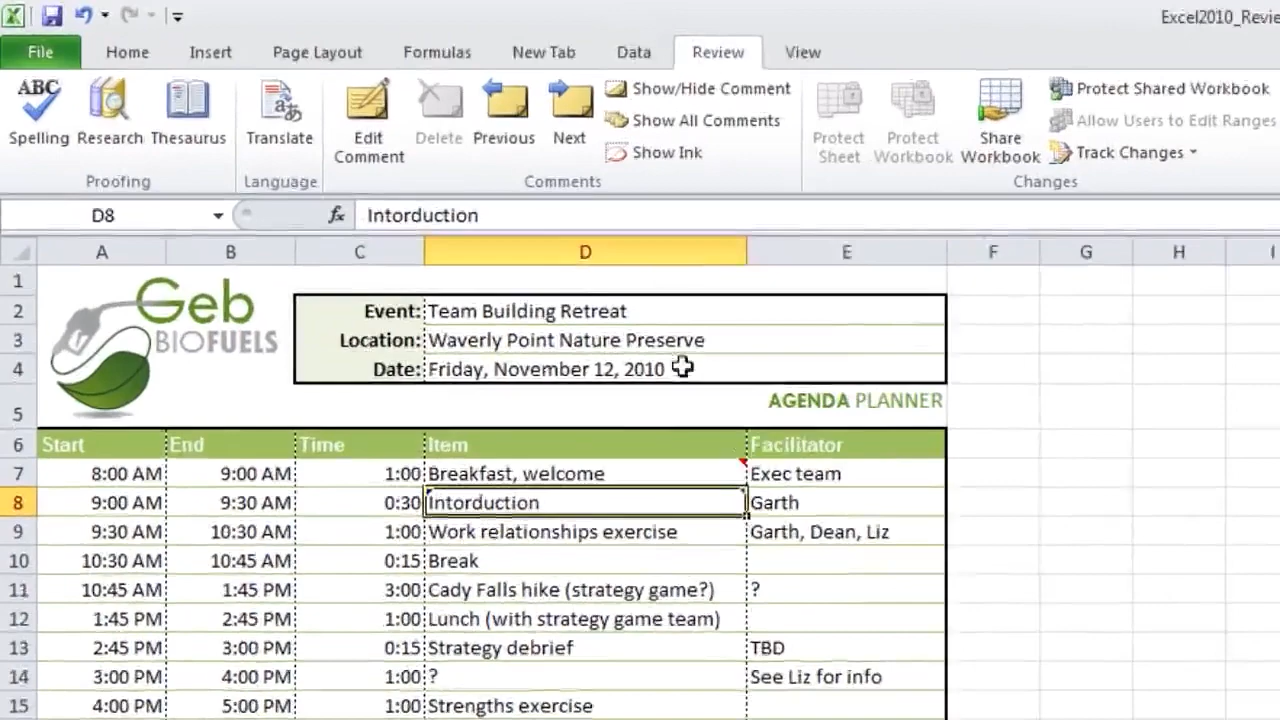 Excel2010_Revie
File Home Insert Page Layout Formulas New Tab Data Review View
ABC
Spelling Research Thesaurus Translate Edit Comment Delete Previous Next Show/Hide Comment Show All Comments Show Ink Protect Sheet Protect Workbook Share Workbook Protect Shared Workbook Allow Users to Edit Ranges Track Changes
Proofing Language Comments Changes
D8 fx Intorduction
A B C D E F G H I
1
Geb
BIOFUELS
2 Event: Team Building Retreat
3 Location: Waverly Point Nature Preserve
4 Date: Friday, November 12, 2010
5 AGENDA PLANNER
6 Start End Time Item Facilitator
7 8:00 AM 9:00 AM 1:00 Breakfast, welcome Exec team
8 9:00 AM 9:30 AM 0:30 Intorduction Garth
9 9:30 AM 10:30 AM 1:00 Work relationships exercise Garth, Dean, Liz
10 10:30 AM 10:45 AM 0:15 Break
11 10:45 AM 1:45 PM 3:00 Cady Falls hike (strategy game?) ?
12 1:45 PM 2:45 PM 1:00 Lunch (with strategy game team)
13 2:45 PM 3:00 PM 0:15 Strategy debrief TBD
14 3:00 PM 4:00 PM 1:00 ? See Liz for info
15 4:00 PM 5:00 PM 1:00 Strengths exercise